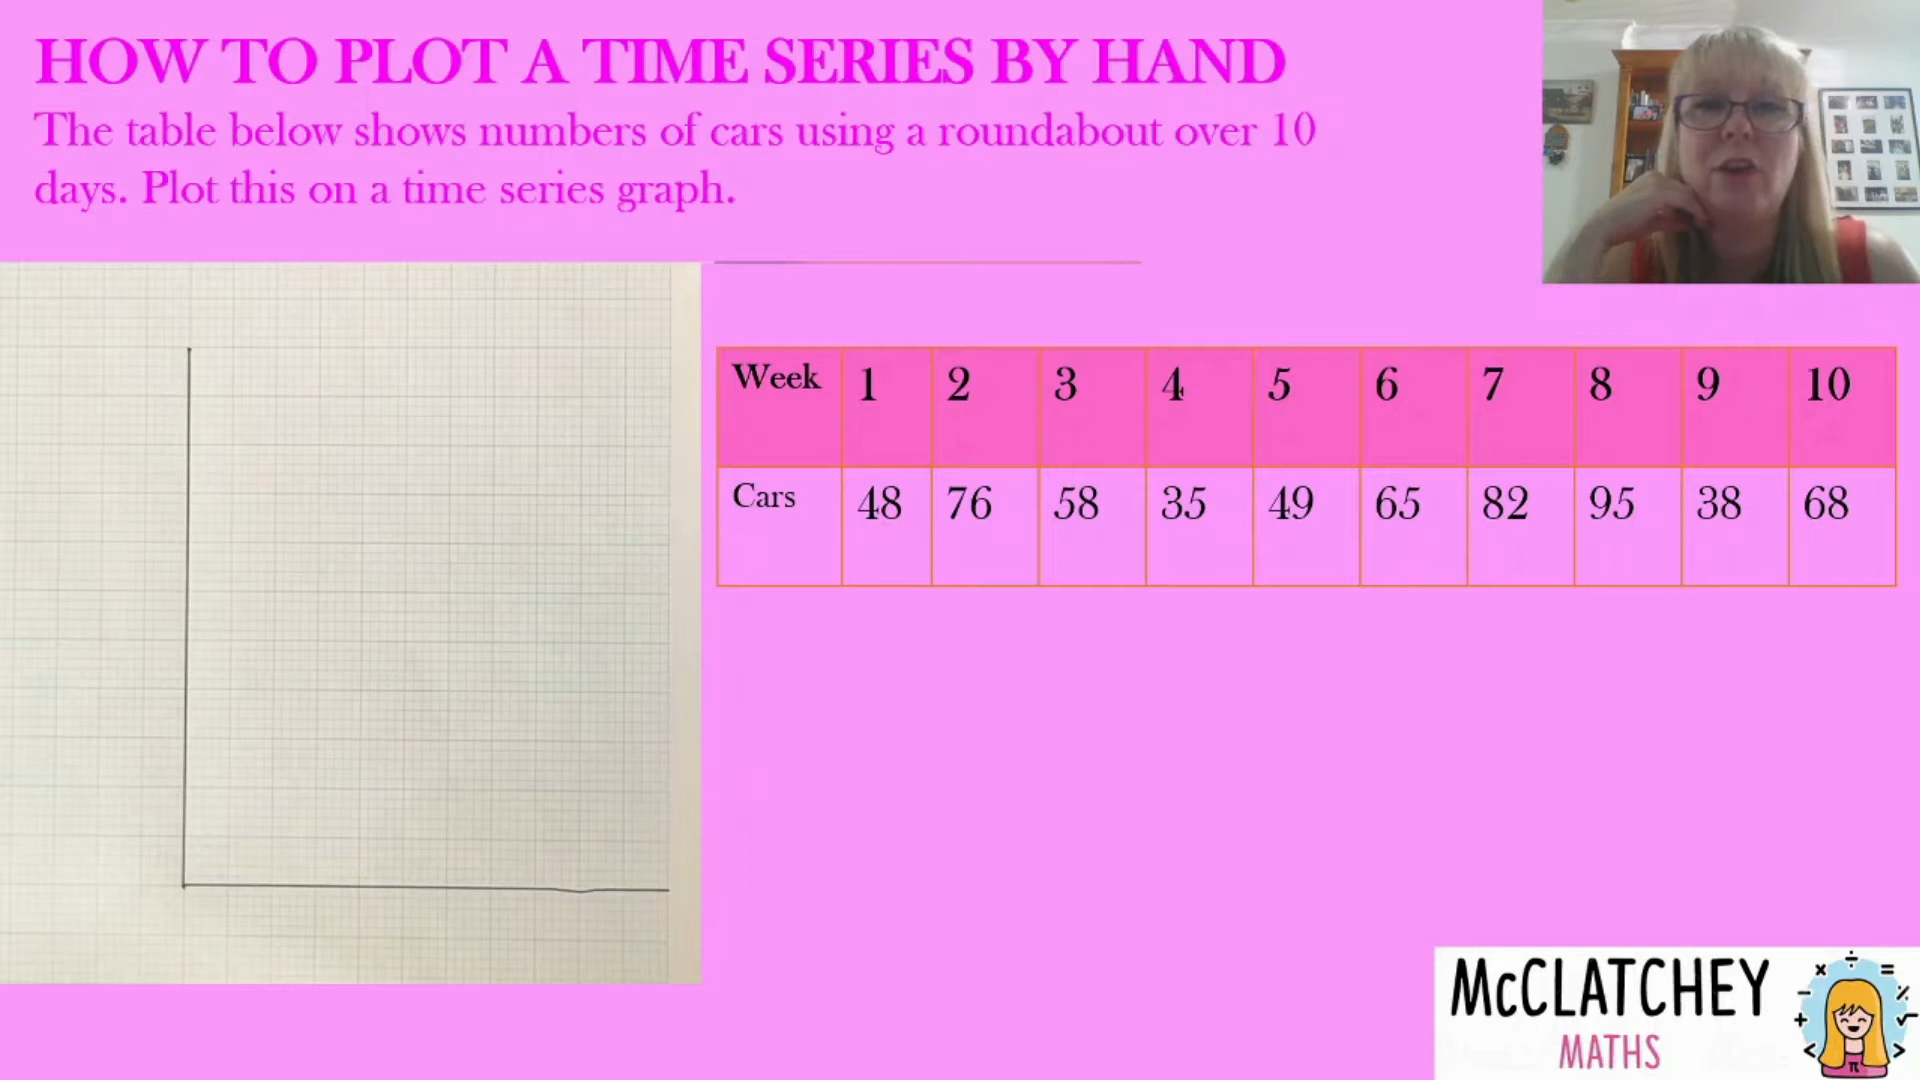 HOW TO PLOT A TIME SERIES BY HAND
The table below shows numbers of cars using a roundabout over 10
days. Plot this on a time series graph.
Week 1 2 3 4 5 6 7 8 9 10
Cars 48 76 58 35 49 65 82 95 38 68
McCLATCHEY
MATHS